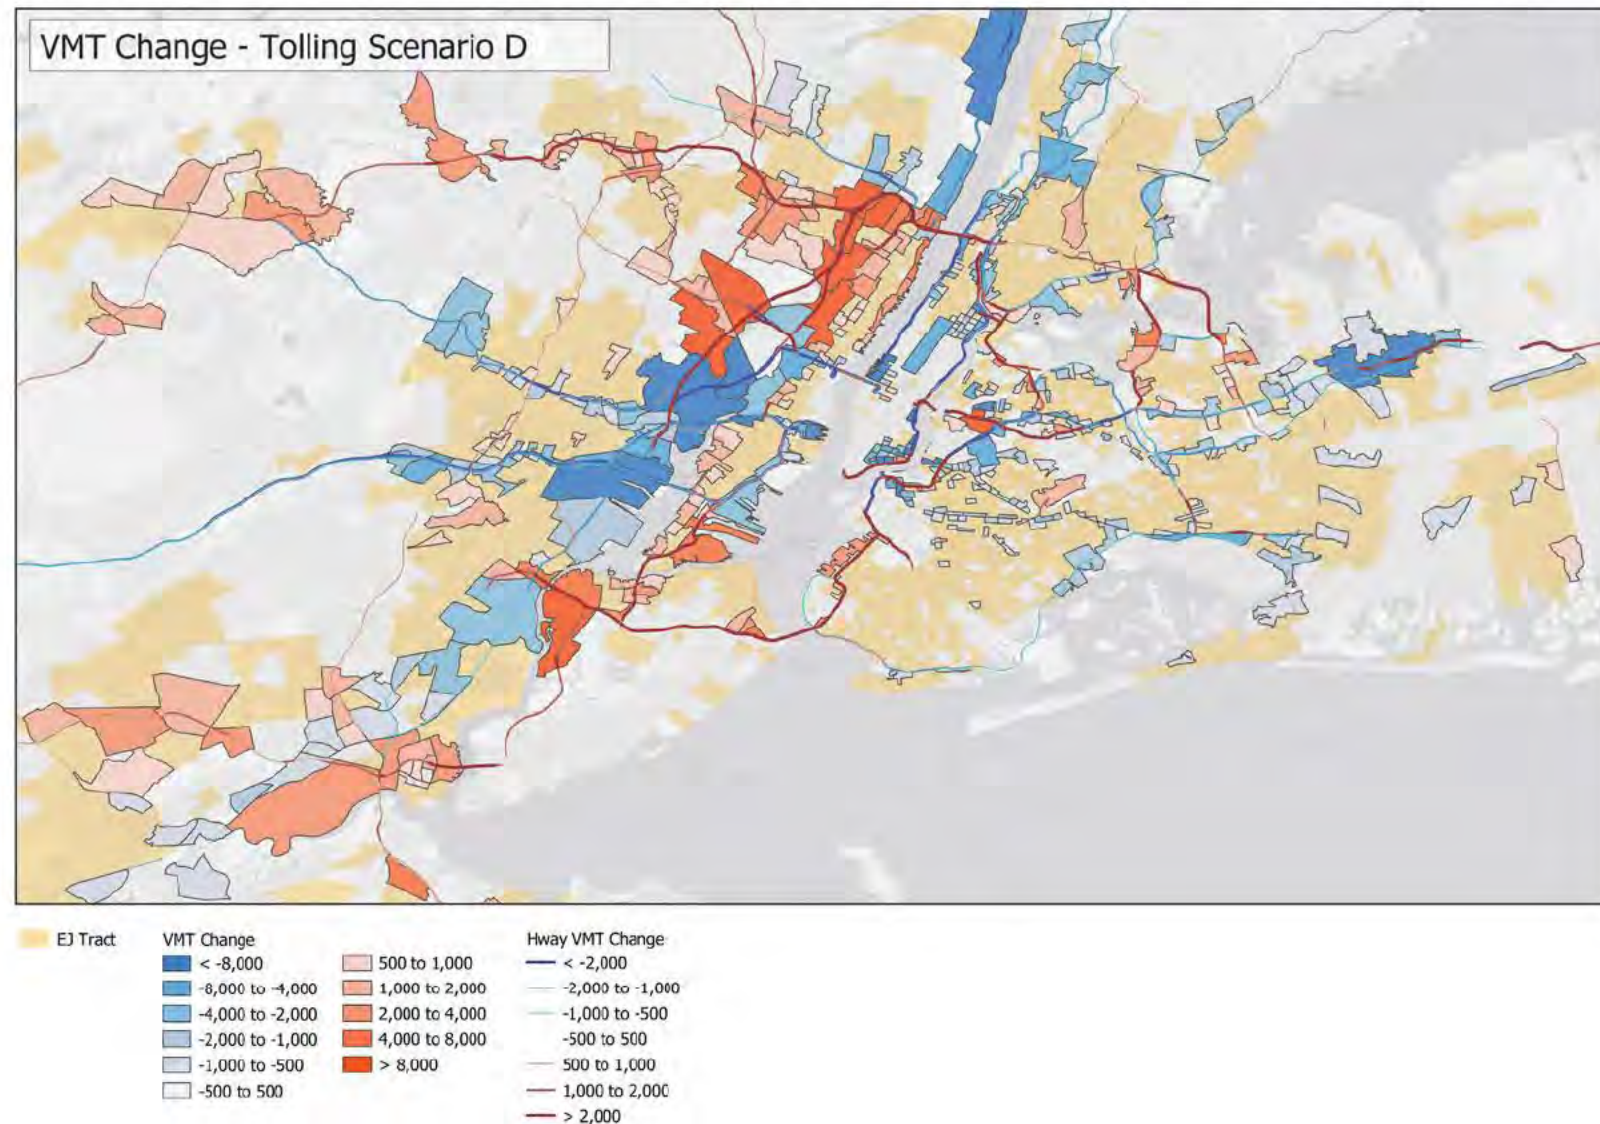 VMT Change - Tolling Scenario D
EJ Tract
VMT Change
< -8,000
-8,000 to -4,000
-4,000 to -2,000
-2,000 to -1,000
-1,000 to -500
-500 to 500
500 to 1,000
1,000 to 2,000
2,000 to 4,000
4,000 to 8,000
> 8,000
Hway VMT Change
< -2,000
-2,000 to -1,000
-1,000 to -500
-500 to 500
500 to 1,000
1,000 to 2,000
> 2,000